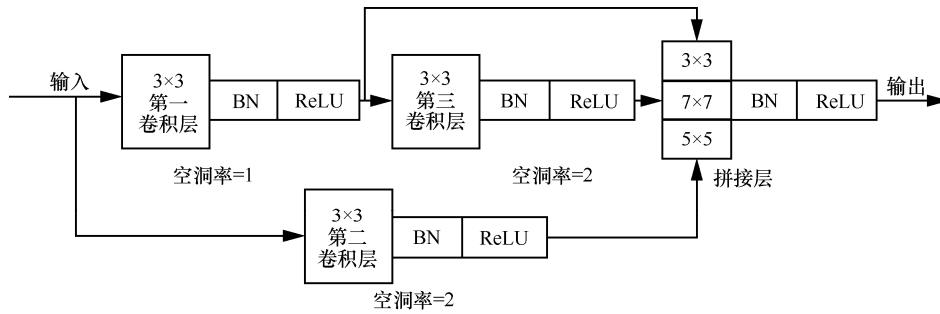 输入
3×3
第一
卷积层
BN
ReLU
空洞率=1
3×3
第三
卷积层
BN
ReLU
空洞率=2
3×3
7×7
5×5
BN
ReLU
拼接层
输出
3×3
第二
卷积层
BN
ReLU
空洞率=2